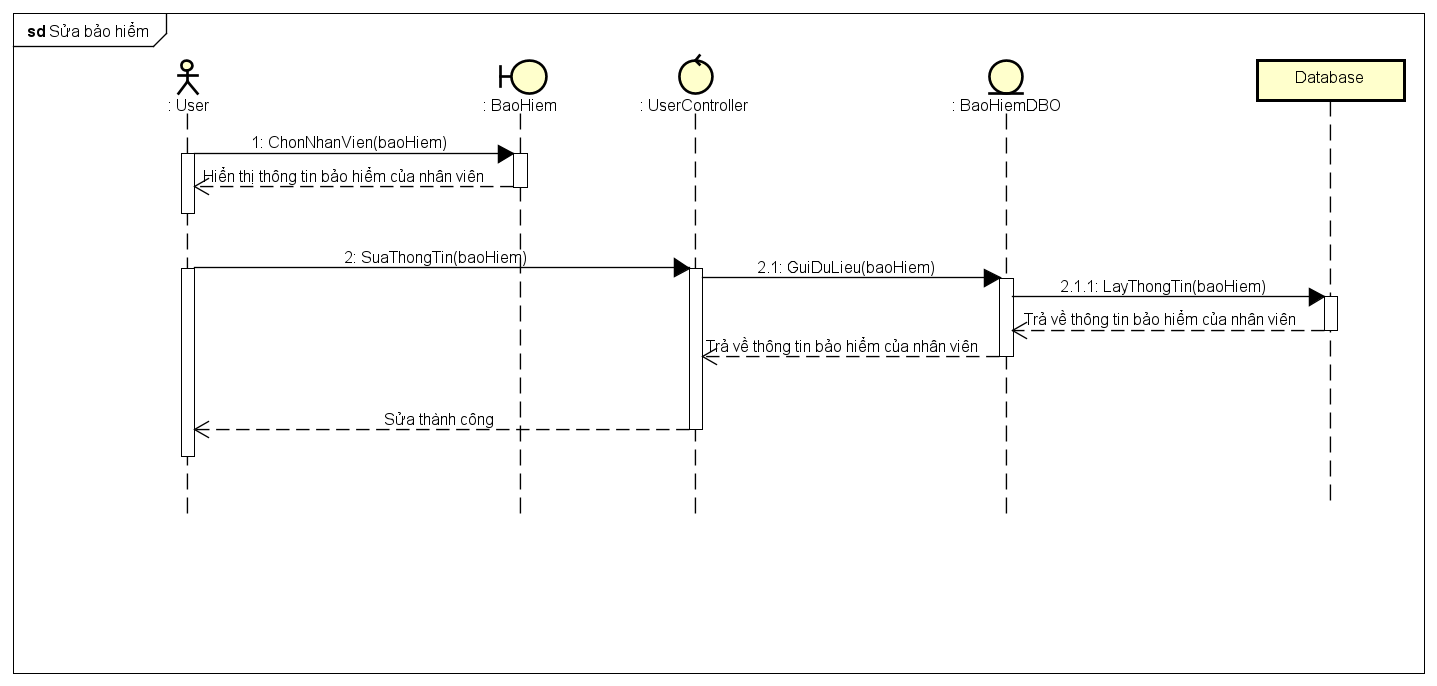 sd Sửa bảo hiểm
: User
: BaoHiem
: UserController
: BaoHiemDBO
Database
1: ChonNhanVien(baoHiem)
Hiển thị thông tin bảo hiểm của nhân viên
2: SuaThongTin(baoHiem)
2.1: GuiDuLieu(baoHiem)
2.1.1: LayThongTin(baoHiem)
Trả về thông tin bảo hiểm của nhân viên
Trả về thông tin bảo hiểm của nhân viên
Sửa thành công